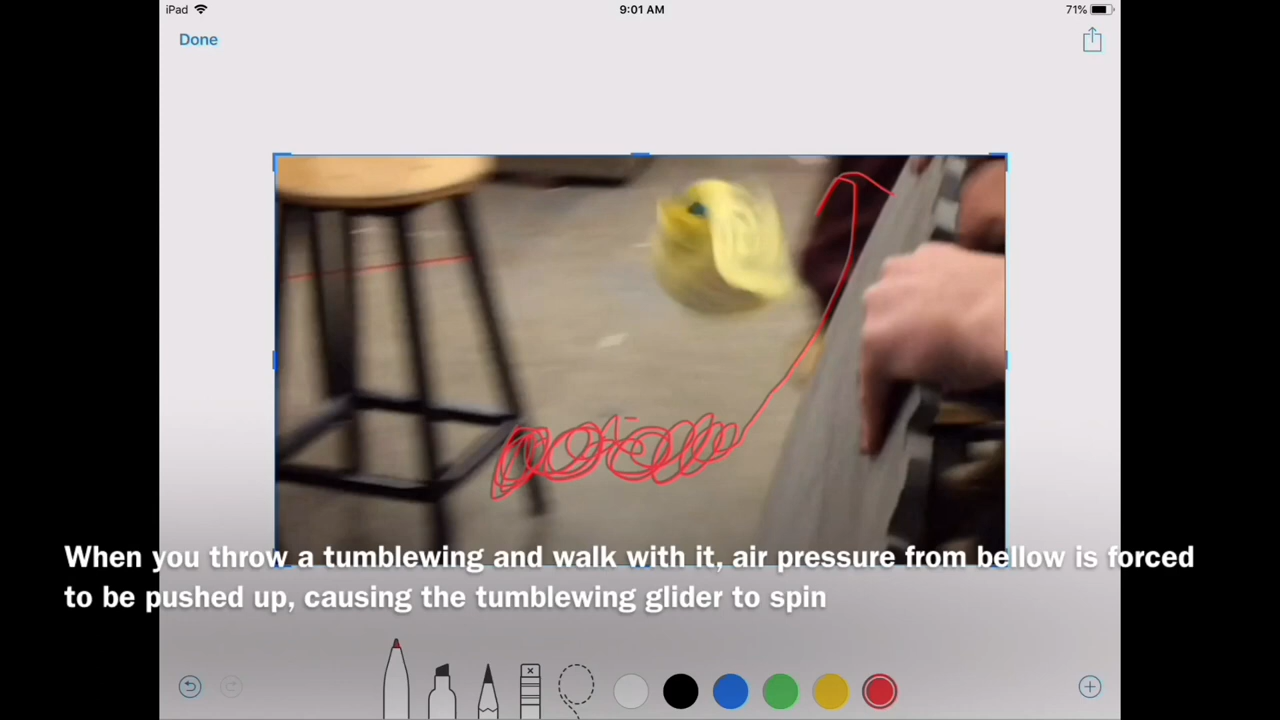 iPad 9:01 AM 71%
Done
When you throw a tumblewing and walk with it, air pressure from bellow is forced
to be pushed up, causing the tumblewing glider to spin